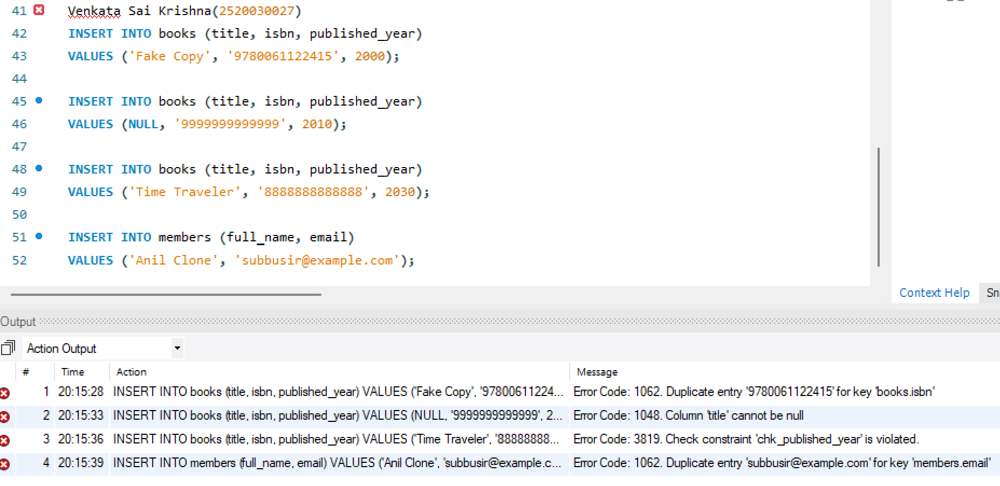 41 Venkata Sai Krishna(2520030027)
42 INSERT INTO books (title, isbn, published_year)
43 VALUES ('Fake Copy', '9780061122415', 2000);
44
45 INSERT INTO books (title, isbn, published_year)
46 VALUES (NULL, '9999999999999', 2010);
47
48 INSERT INTO books (title, isbn, published_year)
49 VALUES ('Time Traveler', '8888888888888', 2030);
50
51 INSERT INTO members (full_name, email)
52 VALUES ('Anil Clone', 'subbusir@example.com');
Context Help Sni
Output
Action Output
# Time Action Message
1 20:15:28 INSERT INTO books (title, isbn, published_year) VALUES ('Fake Copy', '97800611224... Error Code: 1062. Duplicate entry '9780061122415' for key 'books.isbn'
2 20:15:33 INSERT INTO books (title, isbn, published_year) VALUES (NULL, '9999999999999', 2... Error Code: 1048. Column 'title' cannot be null
3 20:15:36 INSERT INTO books (title, isbn, published_year) VALUES ('Time Traveler', '88888888... Error Code: 3819. Check constraint 'chk_published_year' is violated.
4 20:15:39 INSERT INTO members (full_name, email) VALUES ('Anil Clone', 'subbusir@example.c... Error Code: 1062. Duplicate entry 'subbusir@example.com' for key 'members.email'